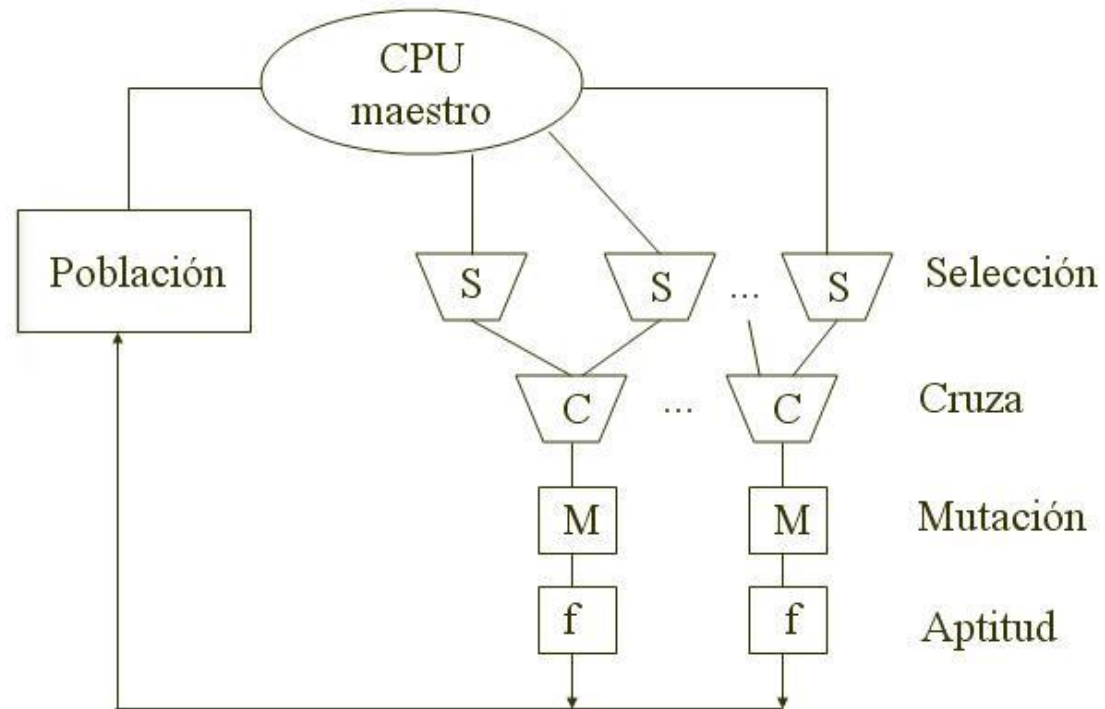 CPU
maestro
Población
S S ... S Selección
C ... C Cruza
M M Mutación
f f Aptitud